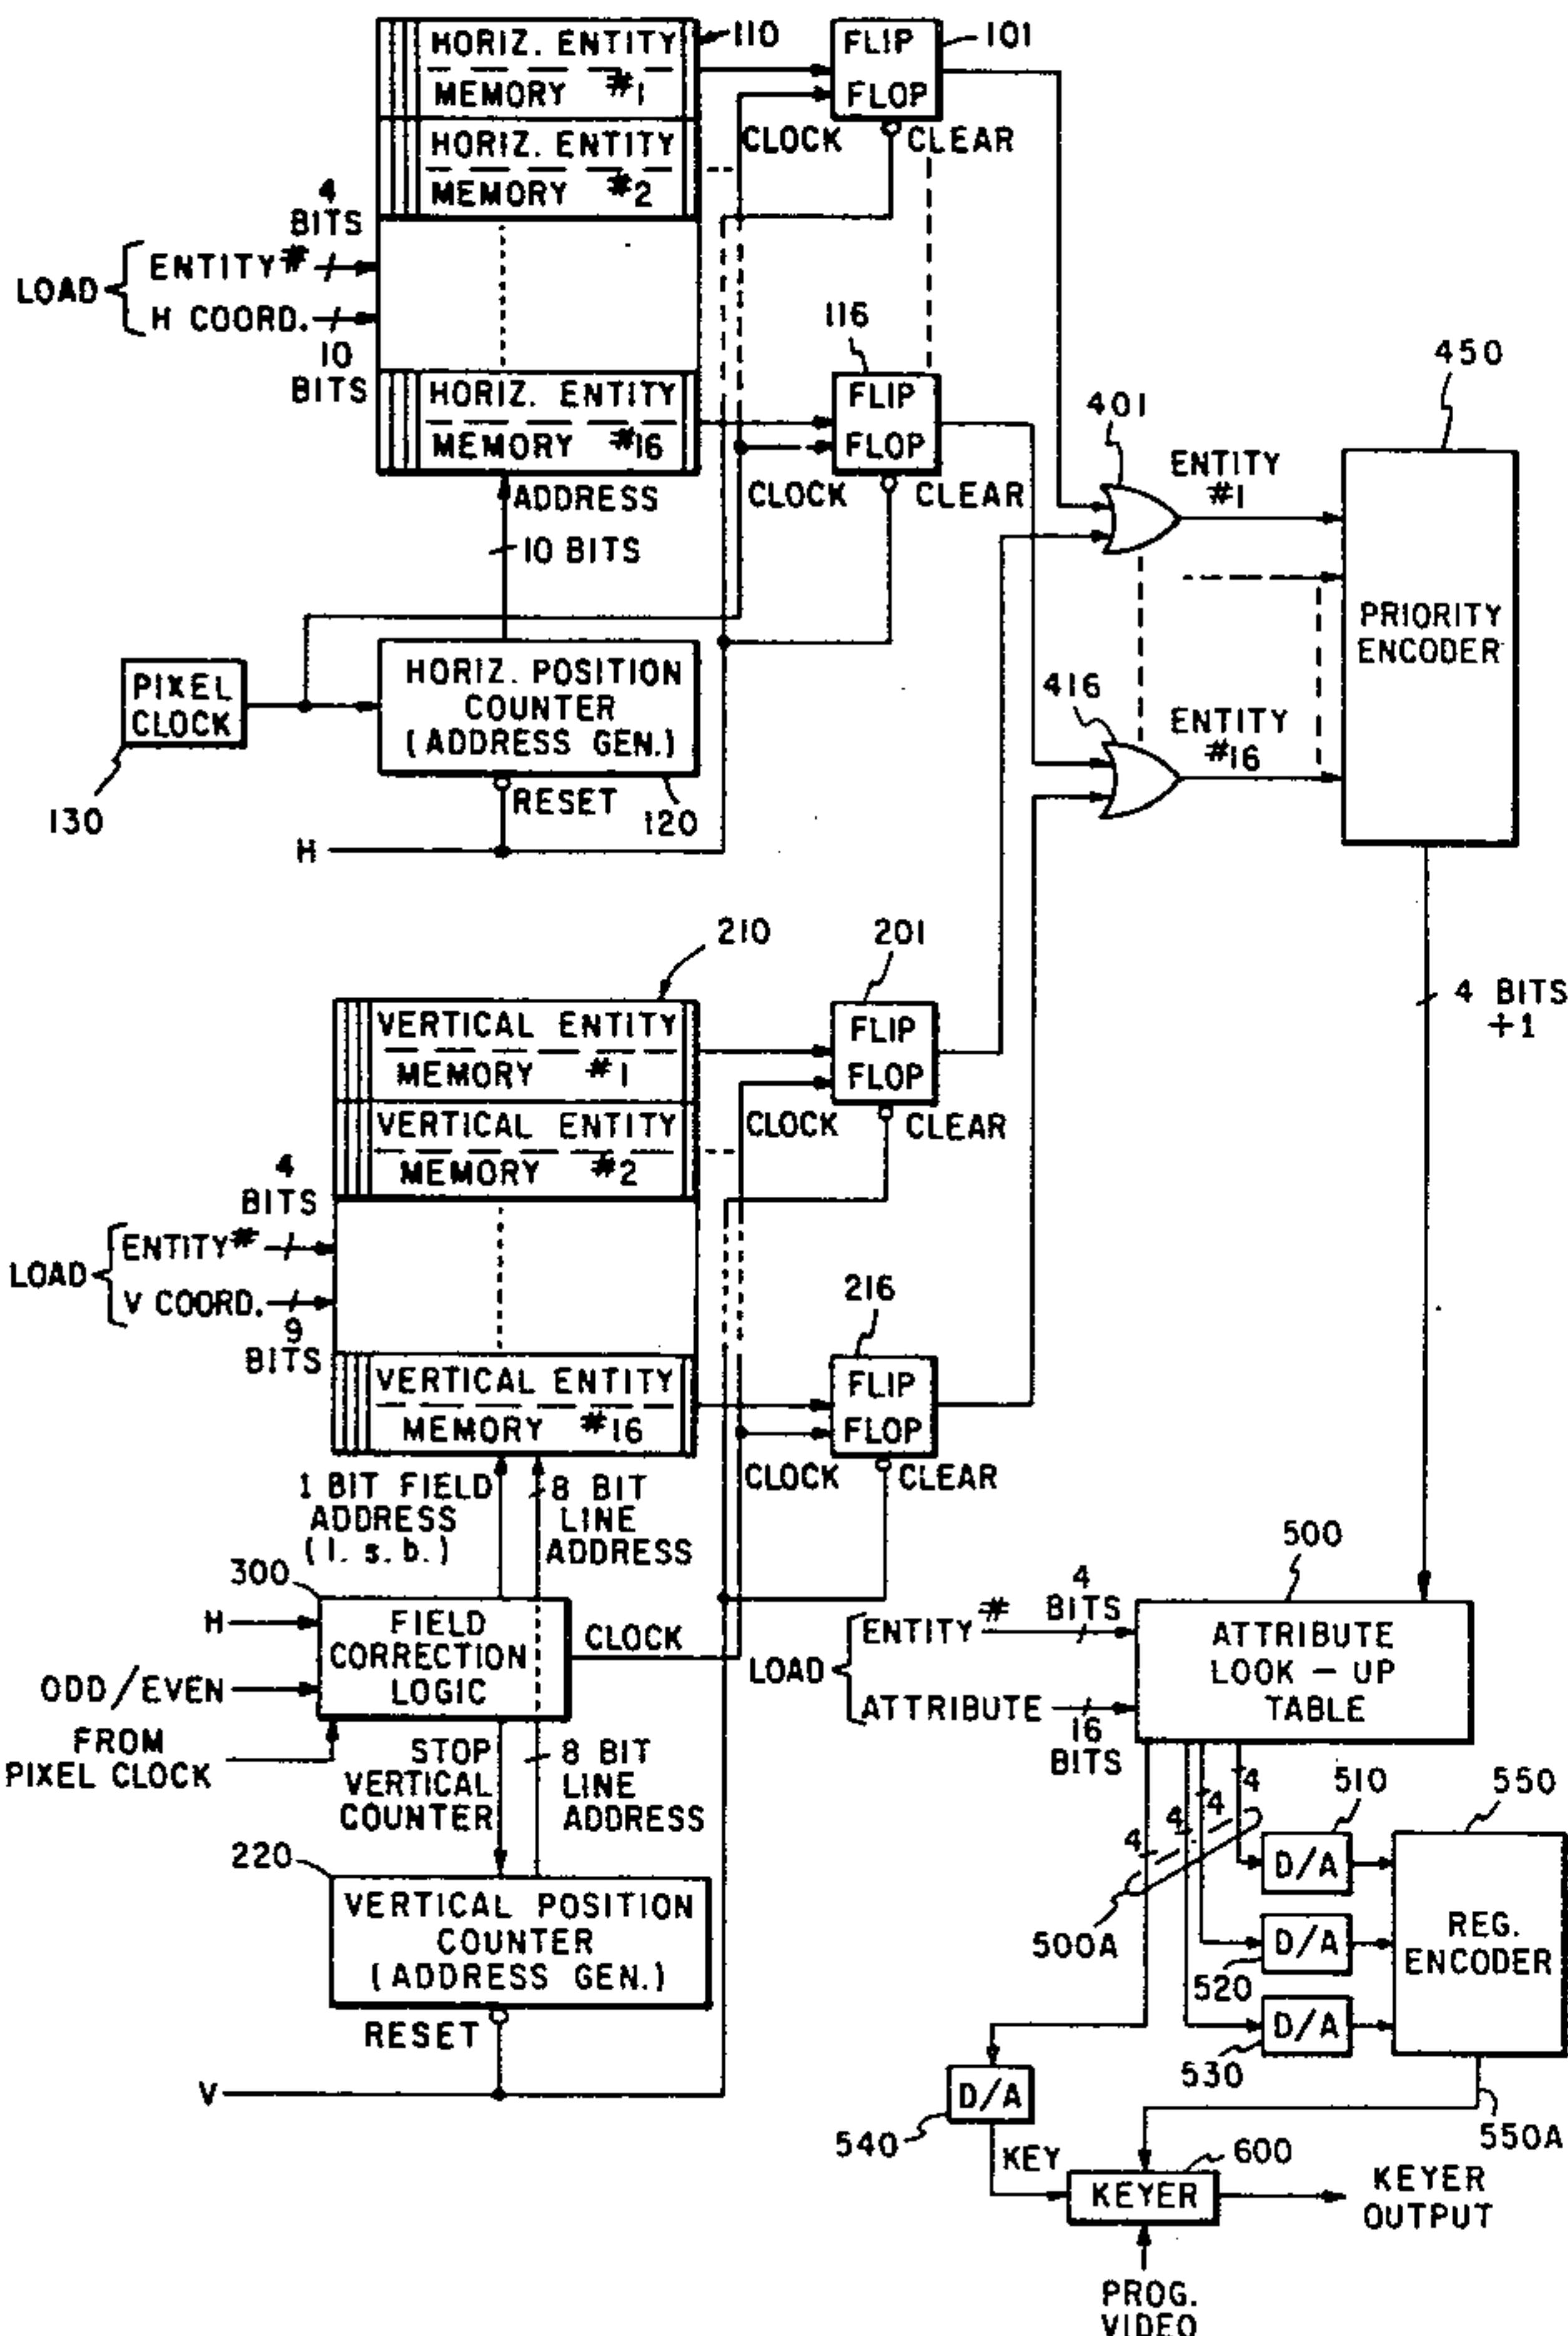 HORIZ. ENTITY
MEMORY #1
110
FLIP
FLOP
101
CLOCK
CLEAR
HORIZ. ENTITY
MEMORY #2
4
BITS
LOAD
ENTITY#
H COORD.
10
BITS
HORIZ. ENTITY
MEMORY #16
116
FLIP
FLOP
CLOCK
CLEAR
ADDRESS
10 BITS
401
ENTITY
#1
450
PRIORITY
ENCODER
416
ENTITY
#16
PIXEL
CLOCK
130
HORIZ. POSITION
COUNTER
(ADDRESS GEN.)
RESET
120
H
210
VERTICAL ENTITY
MEMORY #1
201
FLIP
FLOP
CLOCK
CLEAR
4 BITS
+1
VERTICAL ENTITY
MEMORY #2
4
BITS
LOAD
ENTITY#
V COORD.
9
BITS
VERTICAL ENTITY
MEMORY #16
216
FLIP
FLOP
CLOCK
CLEAR
1 BIT FIELD
ADDRESS
(l. s. b.)
8 BIT
LINE
ADDRESS
300
H
ODD/EVEN
FROM
PIXEL CLOCK
FIELD
CORRECTION
LOGIC
CLOCK
STOP
VERTICAL
COUNTER
8 BIT
LINE
ADDRESS
220
VERTICAL POSITION
COUNTER
(ADDRESS GEN.)
RESET
V
500
LOAD
ENTITY #
4
BITS
ATTRIBUTE
16
BITS
ATTRIBUTE
LOOK-UP
TABLE
4
4
4
4
500A
510
D/A
520
D/A
530
D/A
550
REG.
ENCODER
550A
D/A
540
KEY
600
KEYER
KEYER
OUTPUT
PROG.
VIDEO